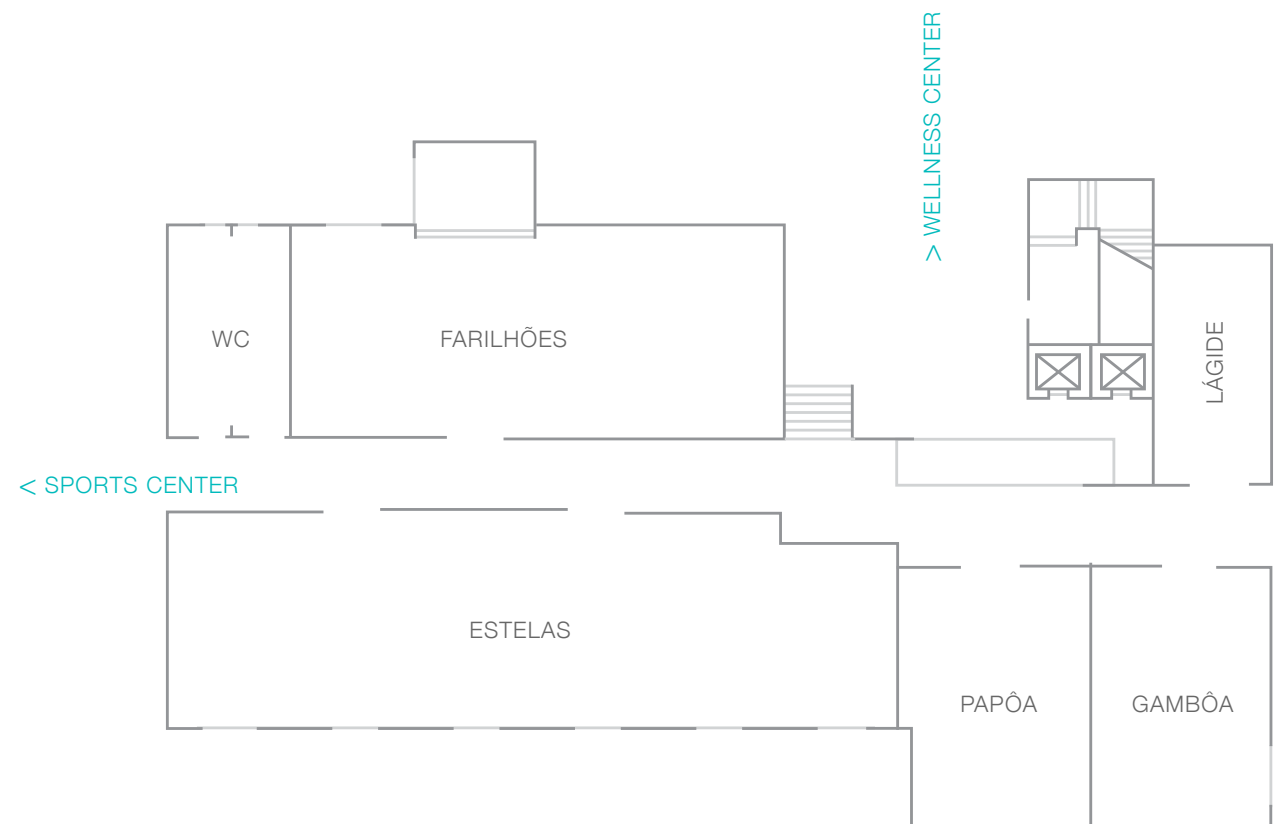 > WELLNESS CENTER
WC
FARILHÕES
LÁGIDE
< SPORTS CENTER
ESTELAS
PAPÔA
GAMBÔA